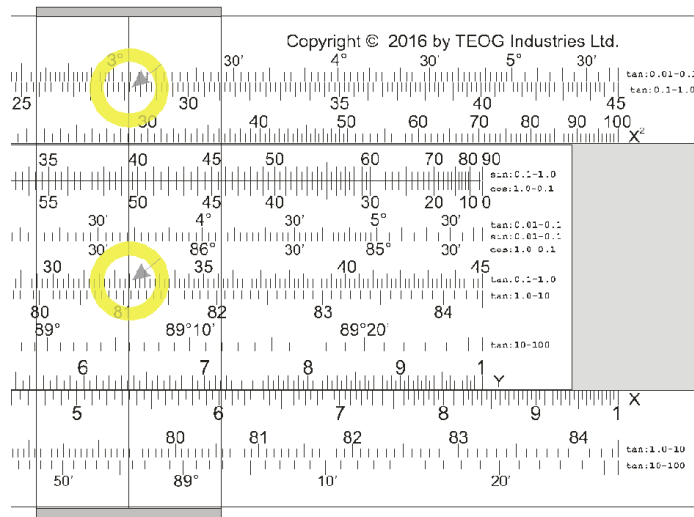 Copyright © 2016 by TEOG Industries Ltd.
3° 30' 4° 30' 5° 30' tan:0.01-0.1
25 30 35 40 45 tan:0.1-1.0
30 40 50 60 70 80 90 100 X²
35 40 45 50 60 70 80 90 sin:0.1-1.0
55 50 45 40 30 20 10 0 cos:1.0-0.1
30' 4° 30' 5° 30' tan:0.01-0.1
sin:0.01-0.1
30' 86° 30' 85° 30' cos:1.0-0.1
30 35 40 45 tan:0.1-1.0
80 81 82 83 84 tan:1.0-10
89° 89°10' 89°20' tan:10-100
6 7 8 9 1 Y
5 6 7 8 9 1 X
80 81 82 83 84 tan:1.0-10
50' 89° 10' 20' tan:10-100